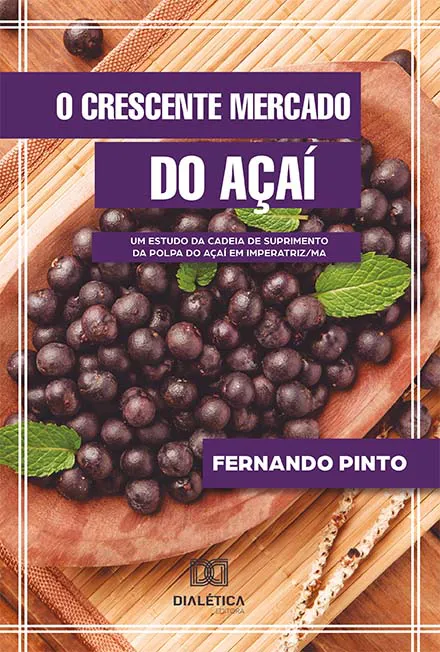 O CRESCENTE MERCADO
DO AÇAÍ
UM ESTUDO DA CADEIA DE SUPRIMENTO
DA POLPA DO AÇAÍ EM IMPERATRIZ/MA
FERNANDO PINTO
DIALÉTICA
EDITORA